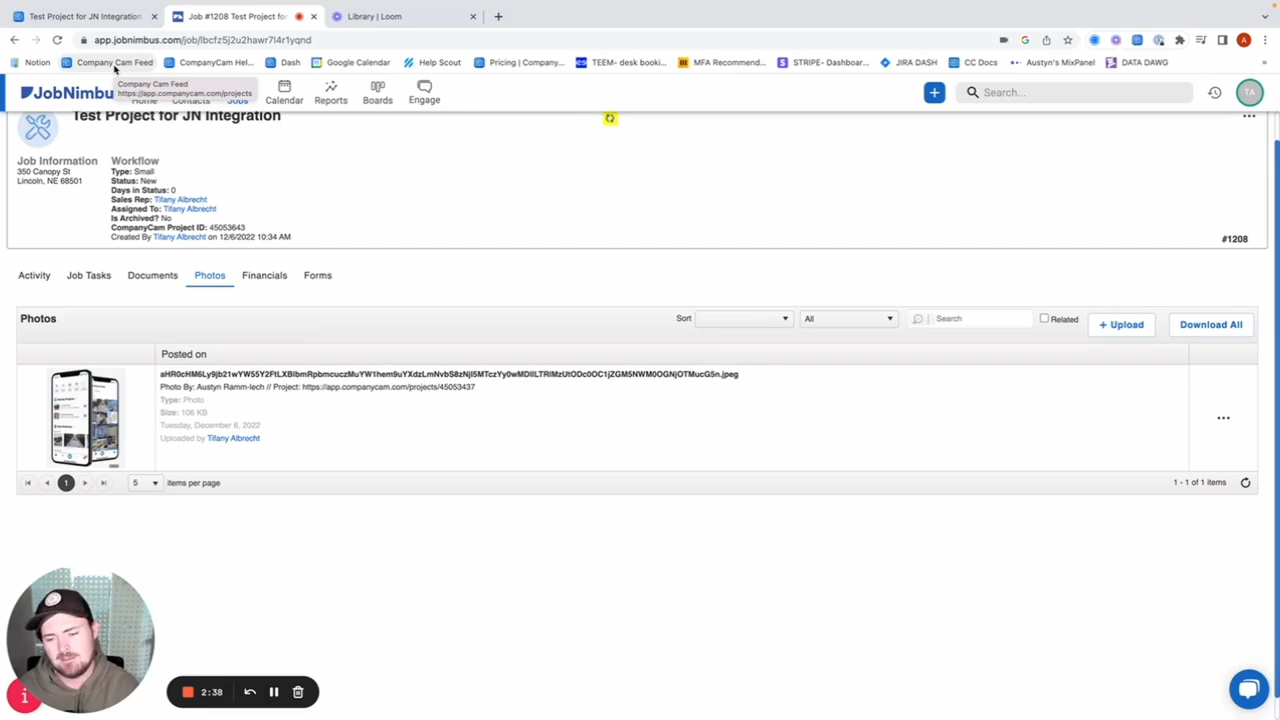 Test Project for JN Integration
Job #1208 Test Project for
Library | Loom
app.jobnimbus.com/job/lbcfz5j2u2hawr7l4r1yqnd
A
Notion
Company Cam Feed
CompanyCam Hel...
Dash
Google Calendar
Help Scout
Pricing | Company...
TEEM- desk booki...
MFA Recommend...
STRIPE- Dashboar...
JIRA DASH
CC Docs
Austyn's MixPanel
DATA DAWG
Company Cam Feed
https://app.companycam.com/projects
JobNimbu
Home
Contacts
Jobs
Calendar
Reports
Boards
Engage
Search...
TA
Test Project for JN Integration
Job Information
350 Canopy St
Lincoln, NE 68501
Workflow
Type: Small
Status: New
Days in Status: 0
Sales Rep: Tifany Albrecht
Assigned To: Tifany Albrecht
Is Archived? No
CompanyCam Project ID: 45053643
Created By Tifany Albrecht on 12/6/2022 10:34 AM
#1208
Activity
Job Tasks
Documents
Photos
Financials
Forms
Photos
Sort
All
Search
Related
+ Upload
Download All
Posted on
Photo By: Austyn Ramm-lech // Project: https://app.companycam.com/projects/45053437
Type: Photo
Size: 106 KB
Tuesday, December 6, 2022
Uploaded by Tifany Albrecht
1
5
items per page
1 - 1 of 1 items
2:38